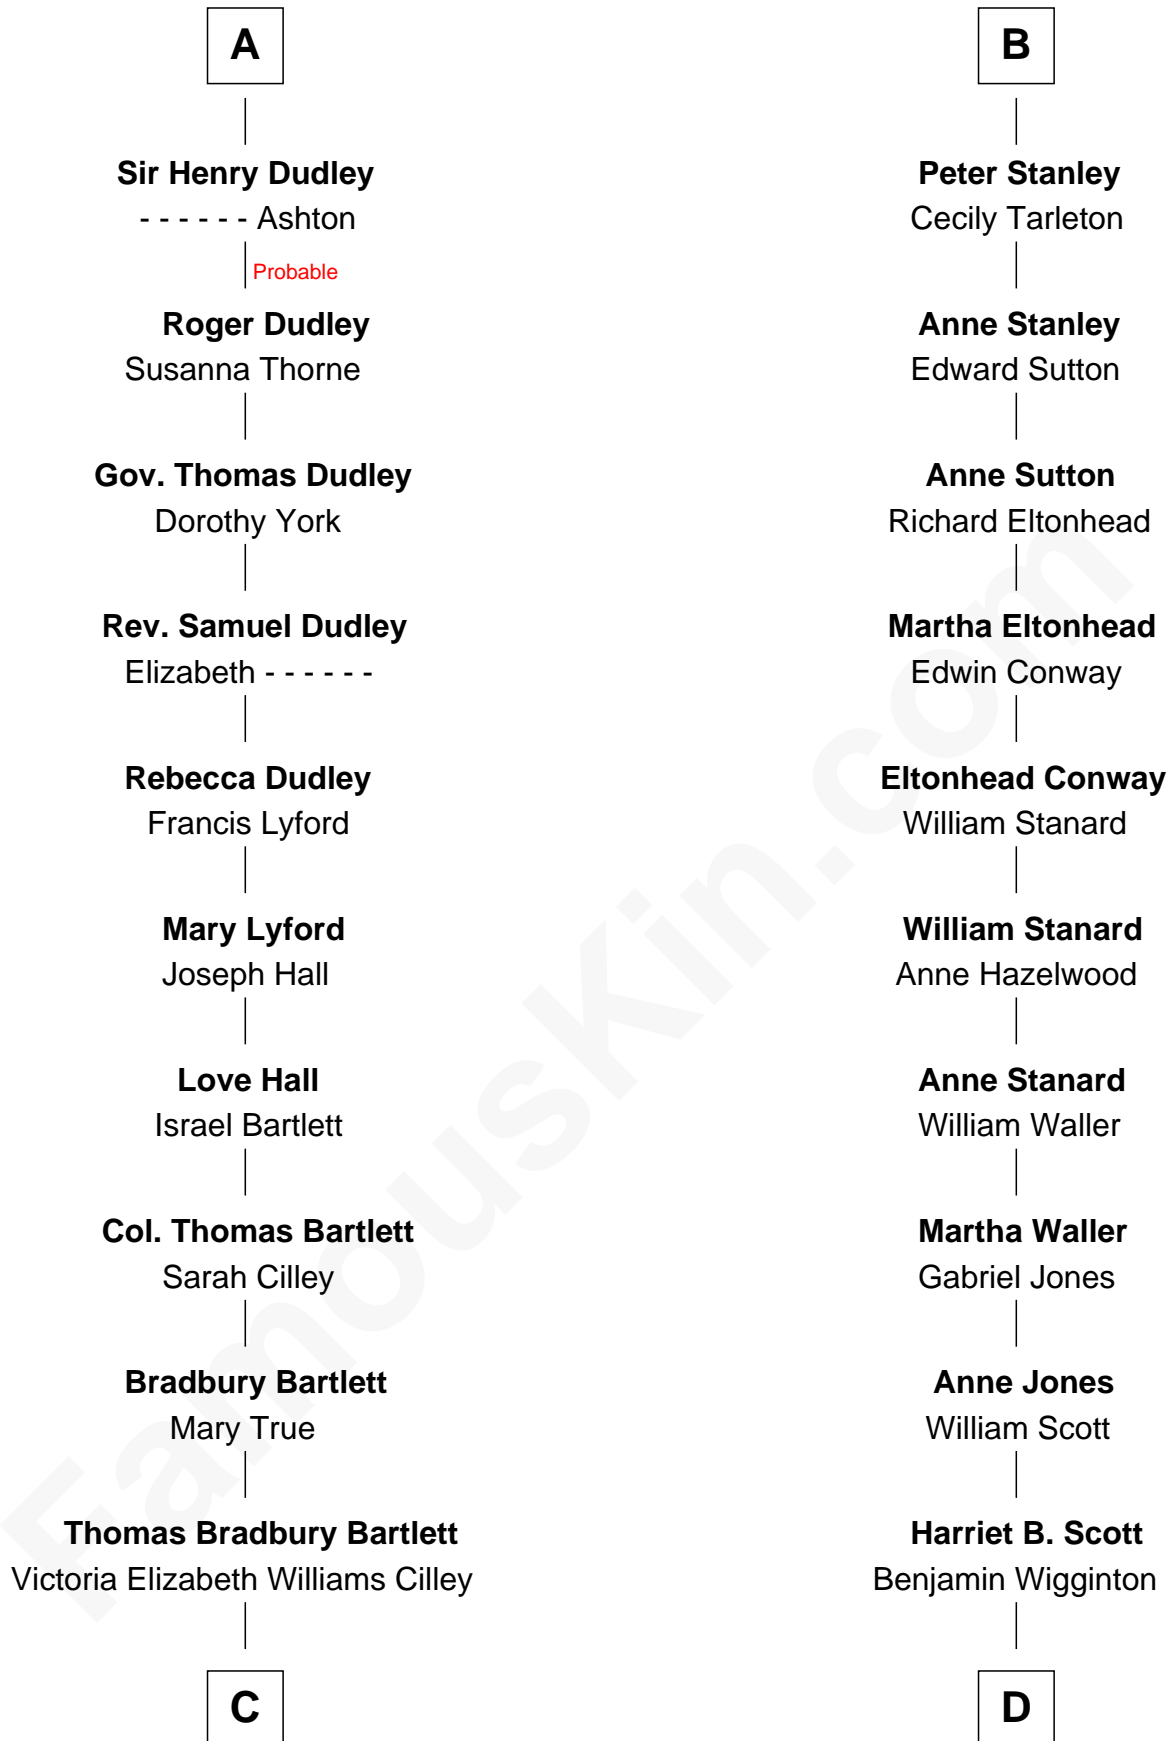 A
Sir Henry Dudley
- - - - - - Ashton
Probable
Roger Dudley
Susanna Thorne
Gov. Thomas Dudley
Dorothy York
Rev. Samuel Dudley
Elizabeth - - - - - -
Rebecca Dudley
Francis Lyford
Mary Lyford
Joseph Hall
Love Hall
Israel Bartlett
Col. Thomas Bartlett
Sarah Cilley
Bradbury Bartlett
Mary True
Thomas Bradbury Bartlett
Victoria Elizabeth Williams Cilley
C
B
Peter Stanley
Cecily Tarleton
Anne Stanley
Edward Sutton
Anne Sutton
Richard Eltonhead
Martha Eltonhead
Edwin Conway
Eltonhead Conway
William Stanard
William Stanard
Anne Hazelwood
Anne Stanard
William Waller
Martha Waller
Gabriel Jones
Anne Jones
William Scott
Harriet B. Scott
Benjamin Wigginton
D
FamousKin.com